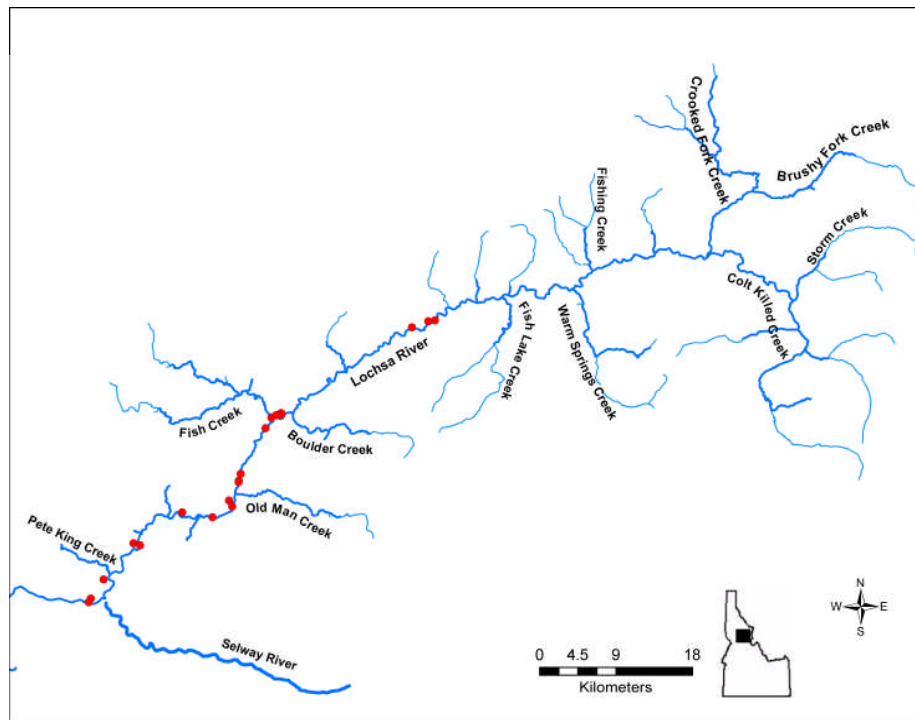 Crooked Fork Creek
Brushy Fork Creek
Fishing Creek
Storm Creek
Colt Killed Creek
Warm Springs Creek
Fish Lake Creek
Lochsa River
Fish Creek
Boulder Creek
Old Man Creek
Pete King Creek
Selway River
0 4.5 9 18
Kilometers
N
W E
S